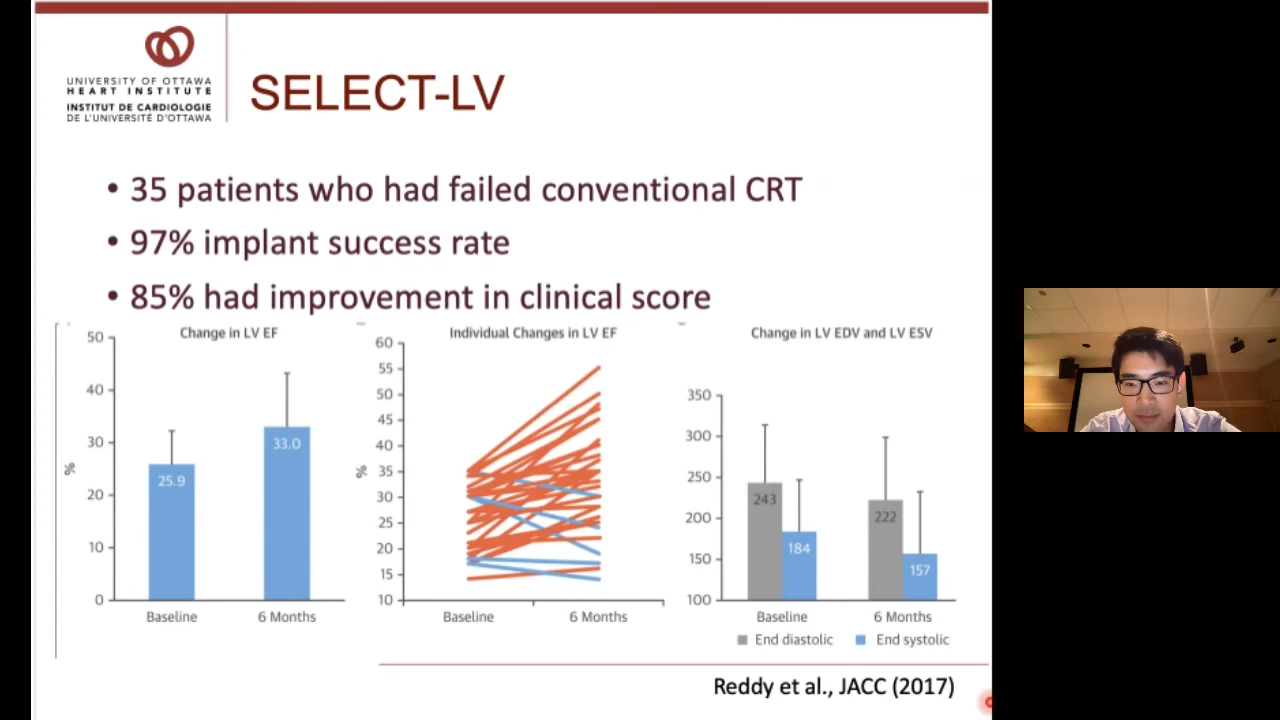 UNIVERSITY OF OTTAWA
HEART INSTITUTE
INSTITUT DE CARDIOLOGIE
DE L'UNIVERSITÉ D'OTTAWA
SELECT-LV
• 35 patients who had failed conventional CRT
• 97% implant success rate
• 85% had improvement in clinical score
Change in LV EF
50
40
30
20
10
0
%
25.9
33.0
Baseline
6 Months
Individual Changes in LV EF
60
55
50
45
40
35
30
25
20
15
10
%
Baseline
6 Months
Change in LV EDV and LV ESV
350
300
250
200
150
100
243
184
222
157
Baseline
6 Months
End diastolic
End systolic
Reddy et al., JACC (2017)